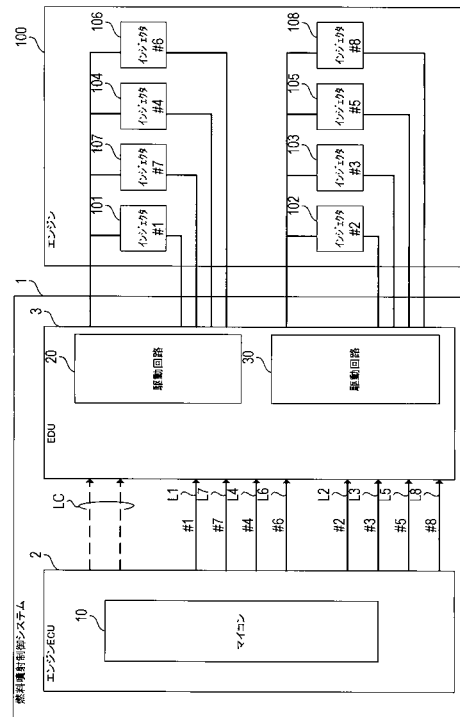 燃料噴射制御システム
1
エンジンECU
2
マイコン
10
LC
#1
L1
#7
L7
#4
L4
#6
L6
#2
L2
#3
L3
#5
L5
#8
L8
EDU
3
駆動回路
20
駆動回路
30
エンジン
100
インジェクタ
#1
101
インジェクタ
#7
107
インジェクタ
#4
104
インジェクタ
#6
106
インジェクタ
#2
102
インジェクタ
#3
103
インジェクタ
#5
105
インジェクタ
#8
108